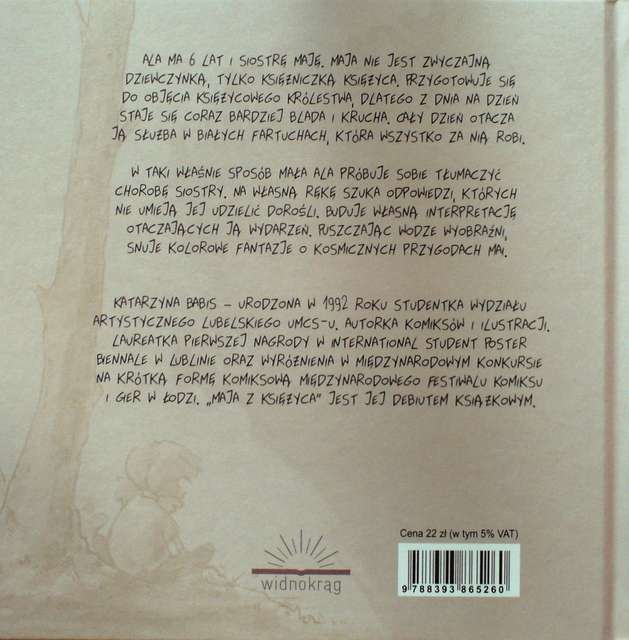 ALA MA 6 LAT I SIOSTRĘ MAJĘ. MAJA NIE JEST ZWYCZAJNĄ
DZIEWCZYNKĄ, TYLKO KSIĘŻNICZKĄ KSIĘŻYCA. PRZYGOTOWUJE SIĘ
DO OBJĘCIA KSIĘŻYCOWEGO KRÓLESTWA, DLATEGO Z DNIA NA DZIEŃ
STAJE SIĘ CORAZ BARDZIEJ BLADA I KRUCHA. CAŁY DZIEŃ OTACZA
JĄ SŁUŻBA W BIAŁYCH FARTUCHACH, KTÓRA WSZYSTKO ZA NIĄ ROBI.
W TAKI WŁAŚNIE SPOSÓB MAŁA ALA PRÓBUJE SOBIE TŁUMACZYĆ
CHOROBĘ SIOSTRY. NA WŁASNĄ RĘKĘ SZUKA ODPOWIEDZI, KTÓRYCH
NIE UMIEJĄ JEJ UDZIELIĆ DOROŚLI. BUDUJE WŁASNĄ INTERPRETACJĘ
OTACZAJĄCYCH JĄ WYDARZEŃ. PUSZCZAJĄC WODZE WYOBRAŹNI,
SNUJE KOLOROWE FANTAZJE O KOSMICZNYCH PRZYGODACH MAI.
KATARZYNA BABIS – URODZONA W 1992 ROKU STUDENTKA WYDZIAŁU
ARTYSTYCZNEGO LUBELSKIEGO UMCS-U. AUTORKA KOMIKSÓW I ILUSTRACJI.
LAUREATKA PIERWSZEJ NAGRODY W INTERNATIONAL STUDENT POSTER
BIENNALE W LUBLINIE ORAZ WYRÓŻNIENIA W MIĘDZYNARODOWYM KONKURSIE
NA KRÓTKĄ FORMĘ KOMIKSOWĄ MIĘDZYNARODOWEGO FESTIWALU KOMIKSU
I GIER W ŁODZI. „MAJA Z KSIĘŻYCA" JEST JEJ DEBIUTEM KSIĄŻKOWYM.
Cena 22 zł (w tym 5% VAT)
widnokrąg
9 788393 865260